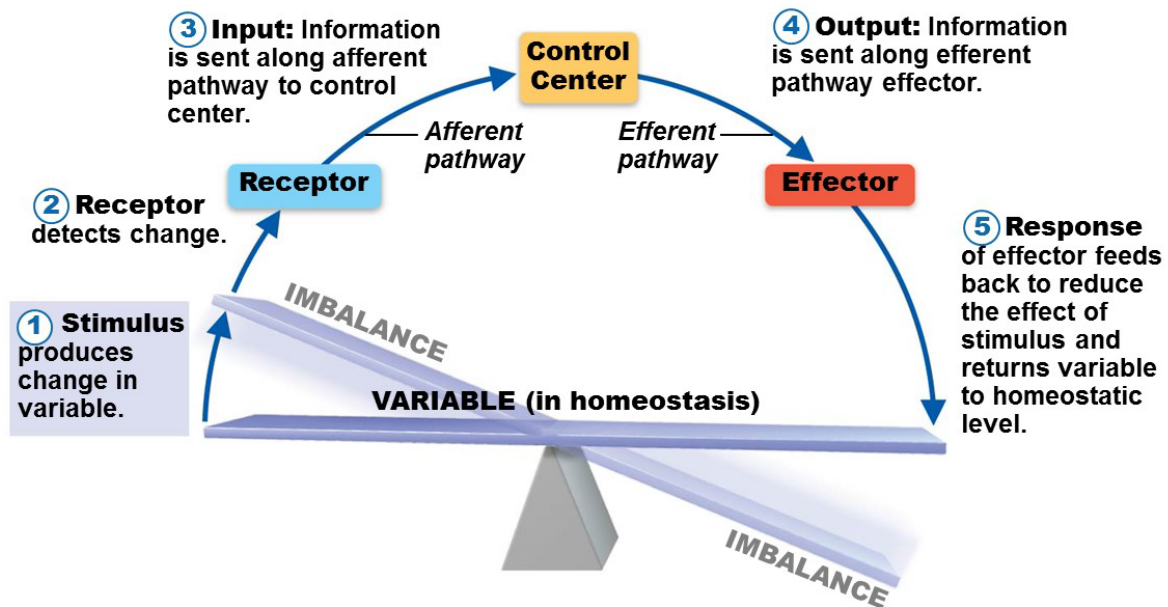 1 Stimulus
produces
change in
variable.
2 Receptor
detects change.
Receptor
3 Input: Information
is sent along afferent
pathway to control
center.
Afferent
pathway
Control
Center
Efferent
pathway
4 Output: Information
is sent along efferent
pathway effector.
Effector
5 Response
of effector feeds
back to reduce
the effect of
stimulus and
returns variable
to homeostatic
level.
IMBALANCE
VARIABLE (in homeostasis)
IMBALANCE